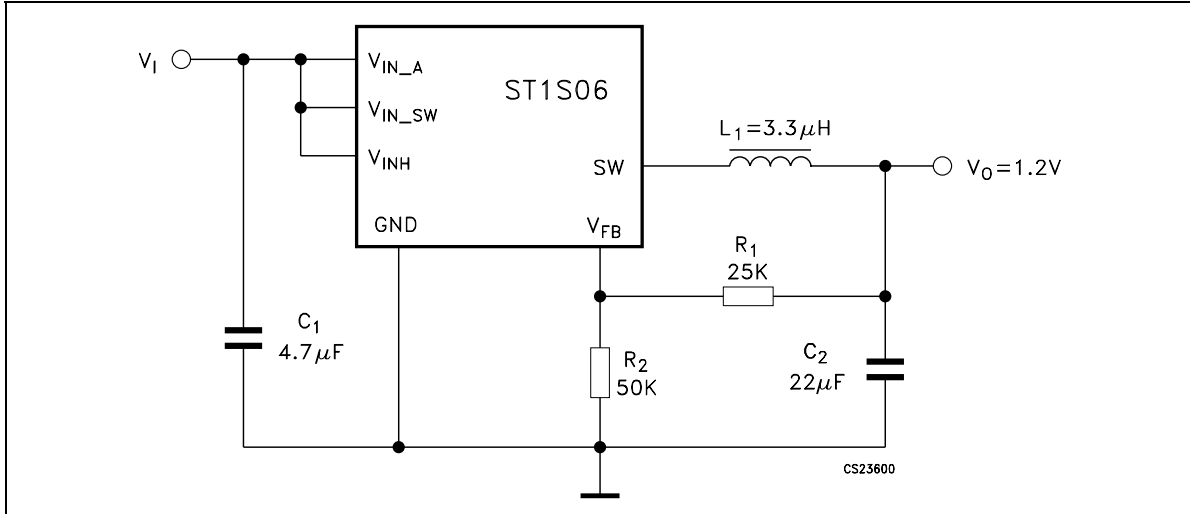 V_I
V_IN_A
V_IN_SW
V_INH
GND
ST1S06
SW
V_FB
L_1=3.3μH
V_O=1.2V
R_1
25K
C_1
4.7μF
R_2
50K
C_2
22μF
CS23600